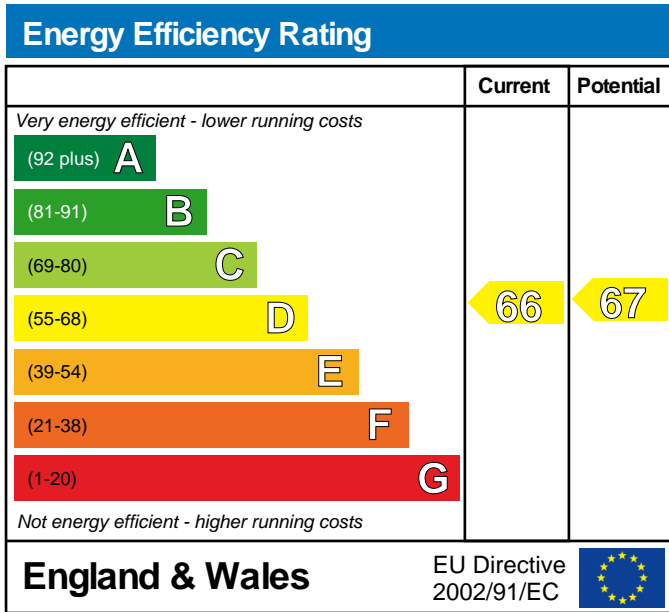 Energy Efficiency Rating
Current Potential
Very energy efficient - lower running costs
(92 plus) A
(81-91) B
(69-80) C
(55-68) D
66 67
(39-54) E
(21-38) F
(1-20) G
Not energy efficient - higher running costs
England & Wales
EU Directive
2002/91/EC